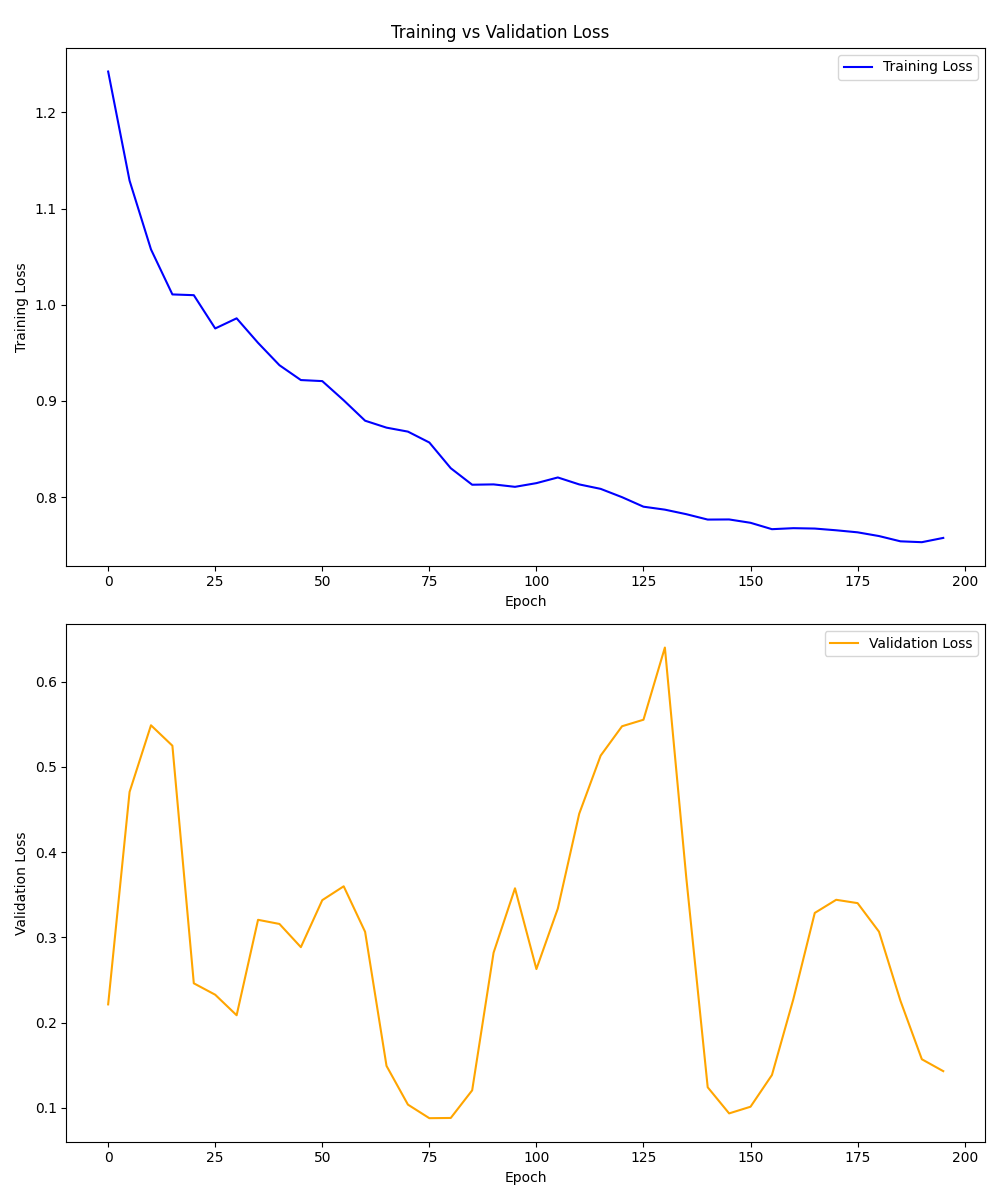 Training vs Validation Loss
Training Loss
1.2
1.1
1.0
0.9
0.8
Training Loss
0 25 50 75 100 125 150 175 200
Epoch
Validation Loss
0.6
0.5
0.4
0.3
0.2
0.1
Validation Loss
0 25 50 75 100 125 150 175 200
Epoch